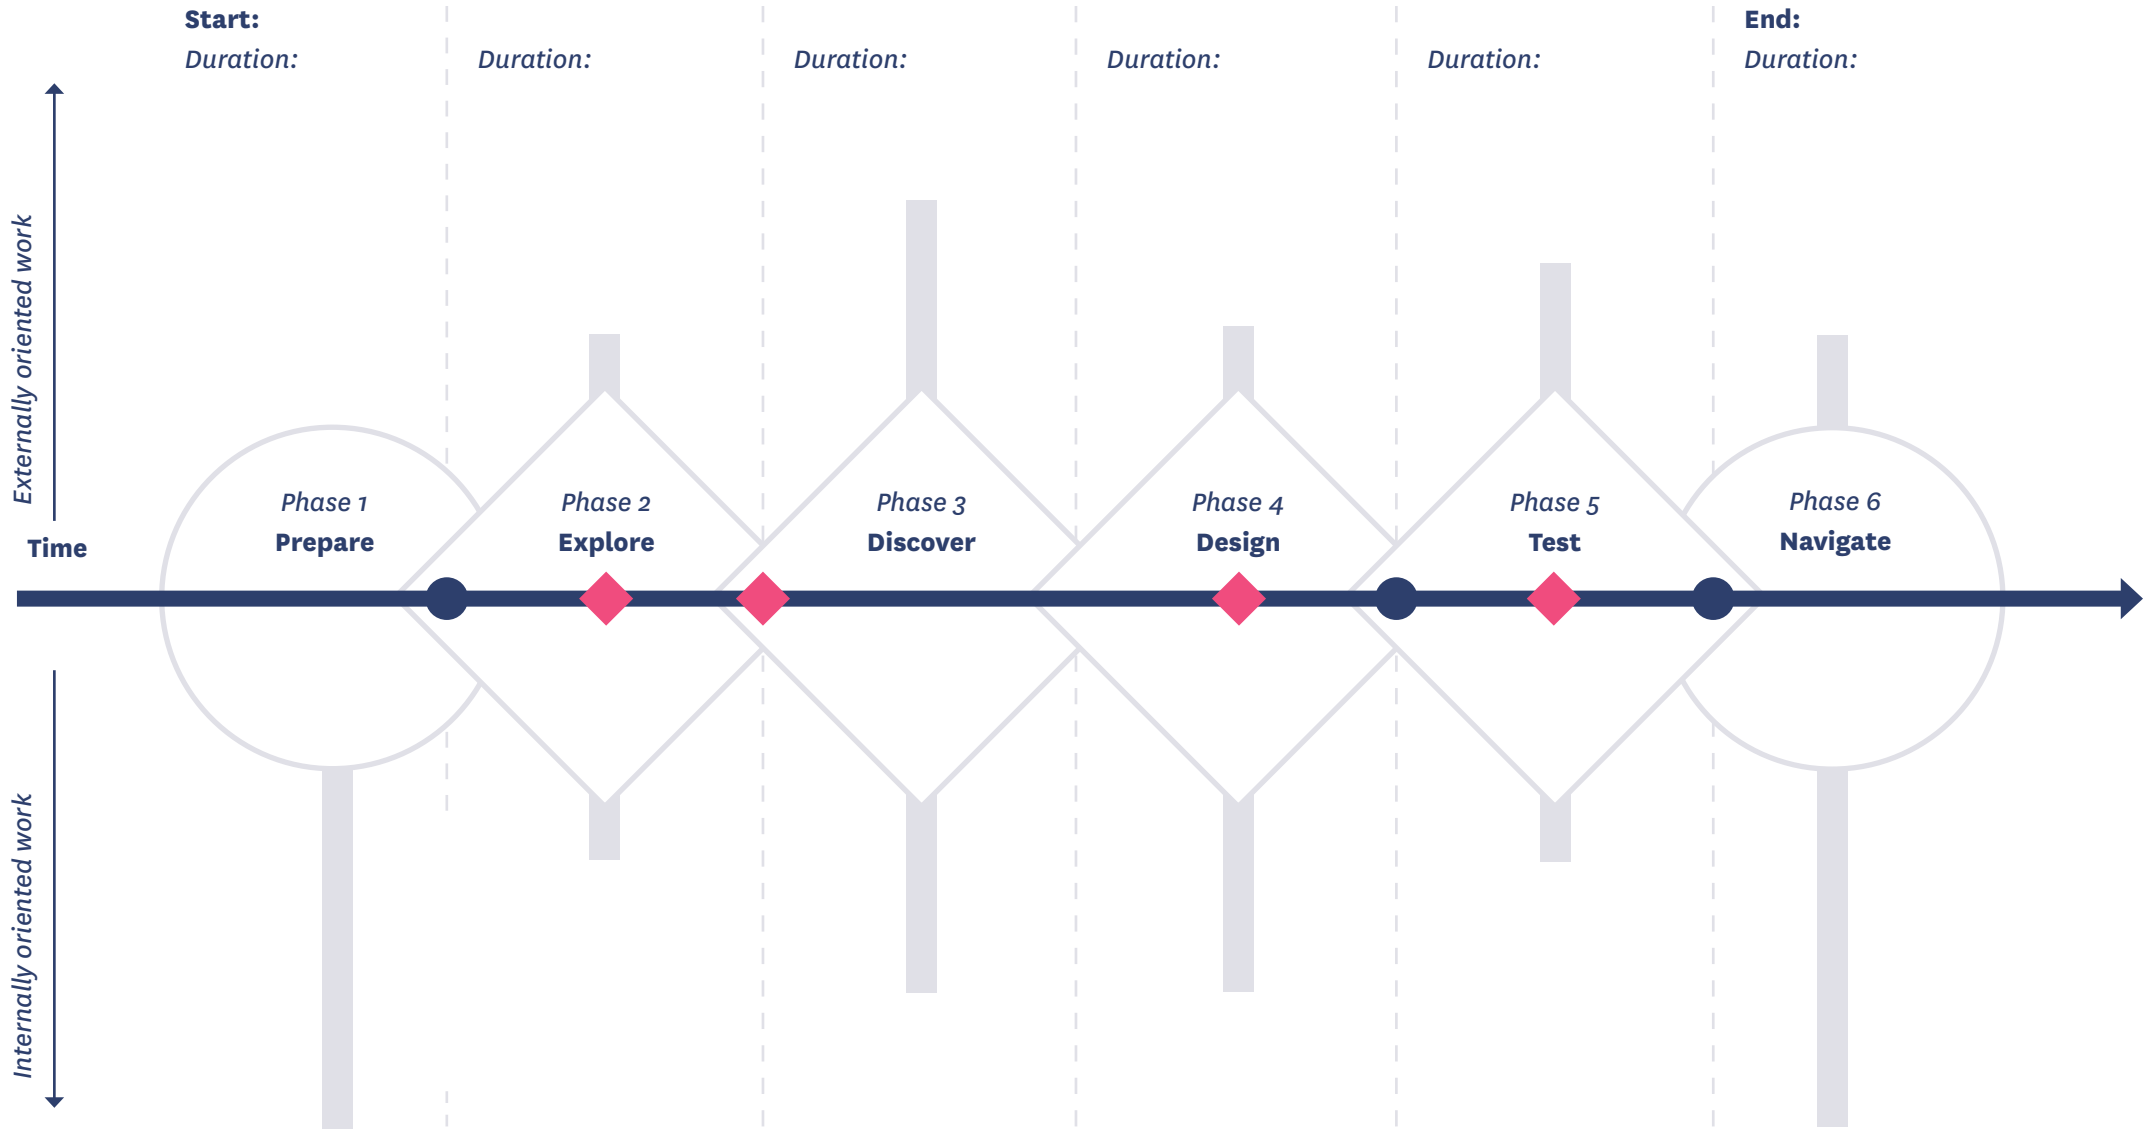 Start:
Duration:
Duration:
Duration:
Duration:
Duration:
End:
Duration:
Externally oriented work
Phase 1
Prepare
Phase 2
Explore
Phase 3
Discover
Phase 4
Design
Phase 5
Test
Phase 6
Navigate
Time
Internally oriented work